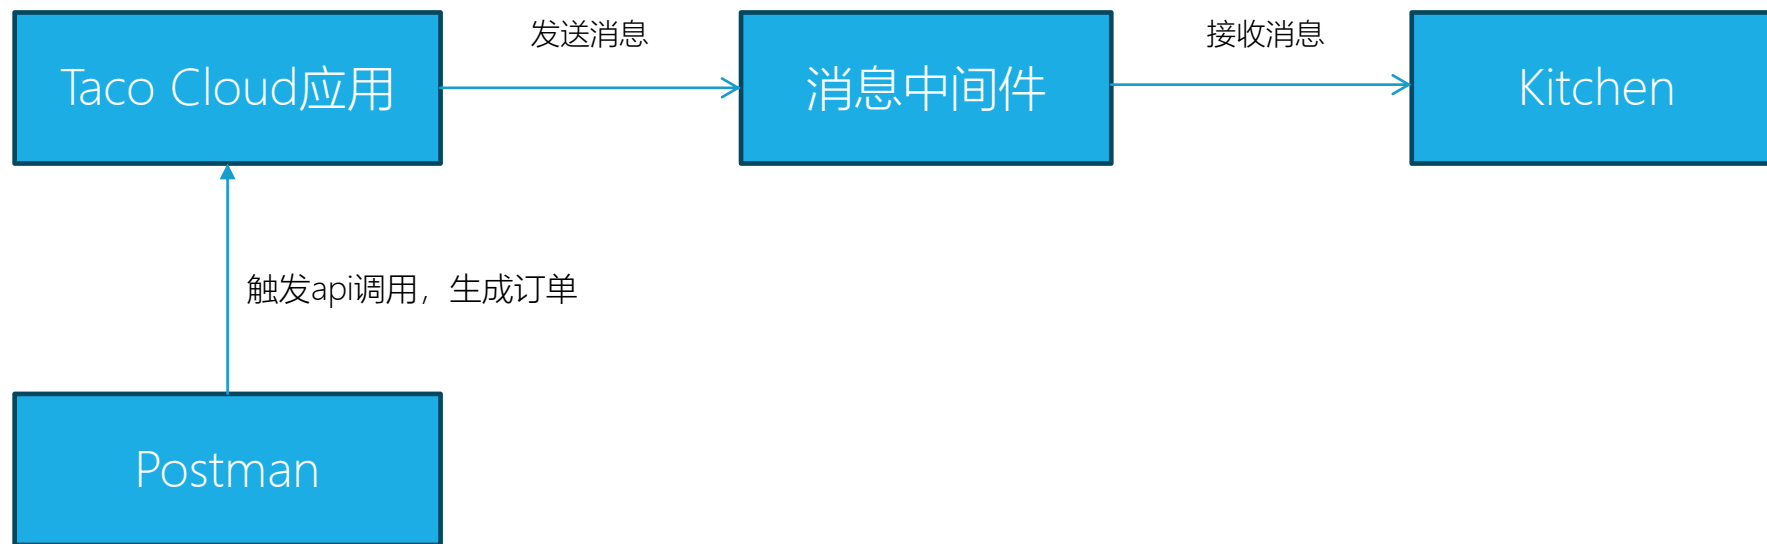 发送消息
接收消息
Taco Cloud应用
消息中间件
Kitchen
触发api调用，生成订单
Postman